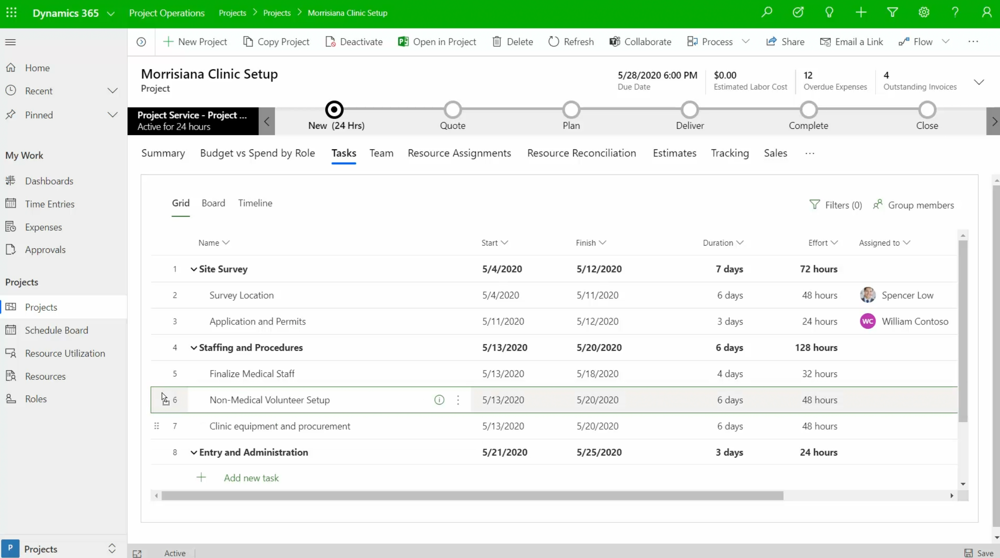 Dynamics 365 Project Operations Projects Projects Morrisiana Clinic Setup
New Project Copy Project Deactivate Open in Project Delete Refresh Collaborate Process Share Email a Link Flow
Home
Recent
Pinned
My Work
Dashboards
Time Entries
Expenses
Approvals
Projects
Projects
Schedule Board
Resource Utilization
Resources
Roles
P Projects
Morrisiana Clinic Setup
Project
5/28/2020 6:00 PM $0.00 12 4
Due Date Estimated Labor Cost Overdue Expenses Outstanding Invoices
Project Service - Project ...
Active for 24 hours
New (24 Hrs) Quote Plan Deliver Complete Close
Summary Budget vs Spend by Role Tasks Team Resource Assignments Resource Reconciliation Estimates Tracking Sales ...
Grid Board Timeline Filters (0) Group members
Name Start Finish Duration Effort Assigned to
1 Site Survey 5/4/2020 5/12/2020 7 days 72 hours
2 Survey Location 5/4/2020 5/11/2020 6 days 48 hours Spencer Low
3 Application and Permits 5/11/2020 5/12/2020 3 days 24 hours WC William Contoso
4 Staffing and Procedures 5/13/2020 5/20/2020 6 days 128 hours
5 Finalize Medical Staff 5/13/2020 5/18/2020 4 days 32 hours
6 Non-Medical Volunteer Setup 5/13/2020 5/20/2020 6 days 48 hours
7 Clinic equipment and procurement 5/13/2020 5/20/2020 6 days 48 hours
8 Entry and Administration 5/21/2020 5/25/2020 3 days 24 hours
Add new task
Active Save